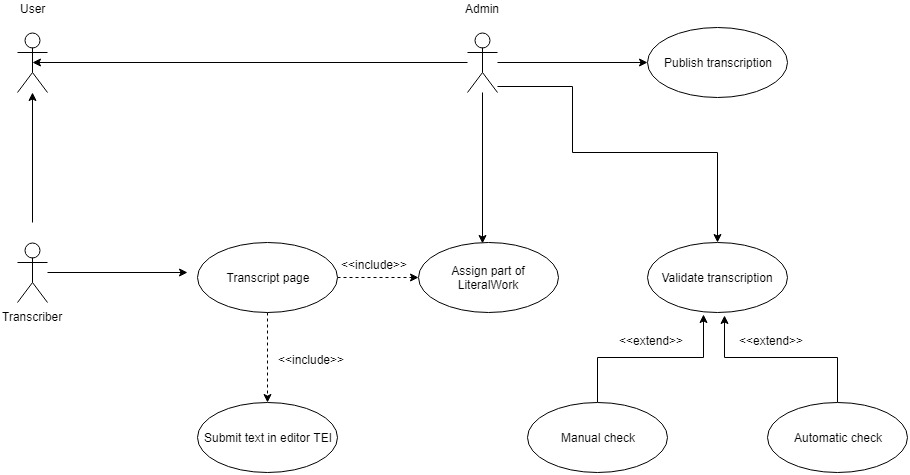 User
Admin
Publish transcription
Transcript page
<<include>>
Assign part of
LiteralWork
Validate transcription
Transcriber
<<include>>
<<extend>>
<<extend>>
Submit text in editor TEI
Manual check
Automatic check